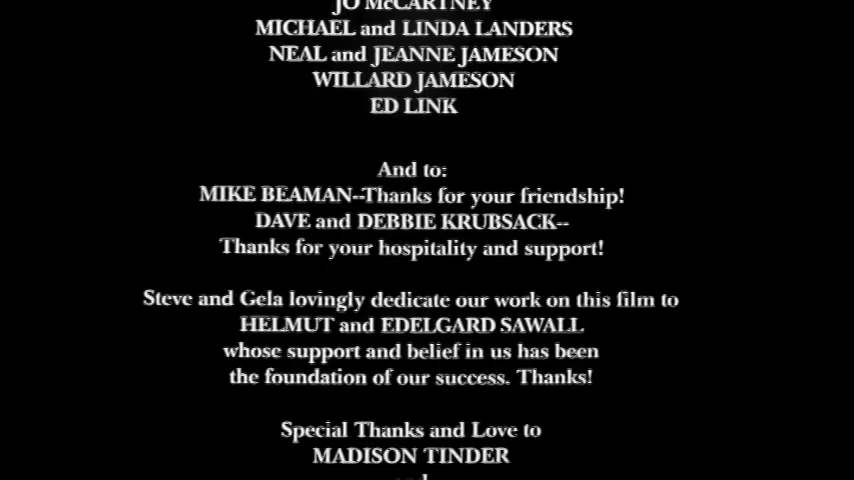 JO McCARTNEY
MICHAEL and LINDA LANDERS
NEAL and JEANNE JAMESON
WILLARD JAMESON
ED LINK
And to:
MIKE BEAMAN--Thanks for your friendship!
DAVE and DEBBIE KRUBSACK--
Thanks for your hospitality and support!
Steve and Gela lovingly dedicate our work on this film to
HELMUT and EDELGARD SAWALL
whose support and belief in us has been
the foundation of our success. Thanks!
Special Thanks and Love to
MADISON TINDER